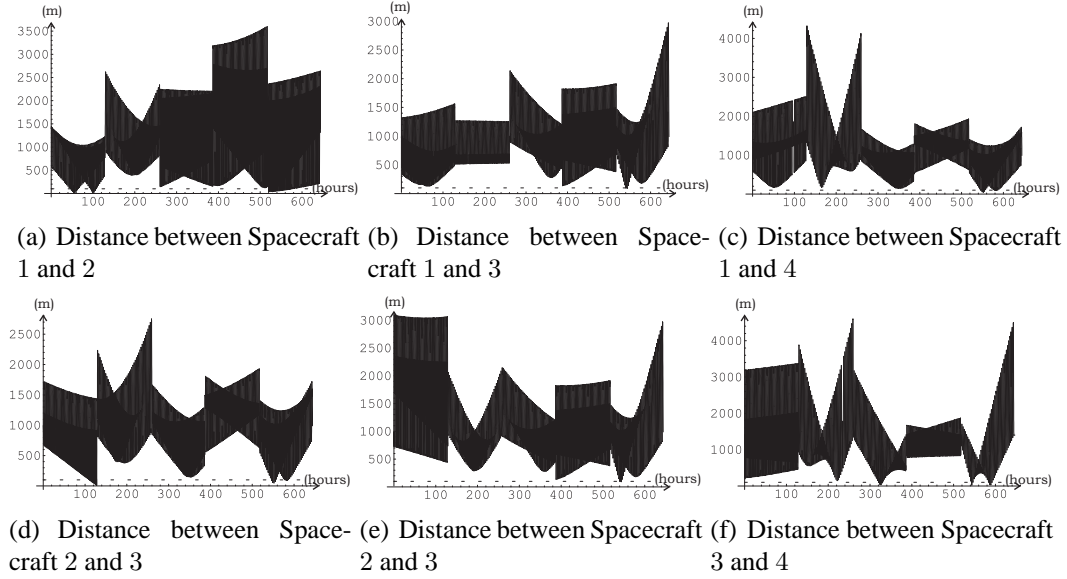 (m)
3500
3000
2500
2000
1500
1000
500
100 200 300 400 500 600
(hours)
(a) Distance between Spacecraft
1 and 2
(m)
3000
2500
2000
1500
1000
500
100 200 300 400 500 600
(hours)
(b) Distance between Space-
craft 1 and 3
(m)
4000
3000
2000
1000
100 200 300 400 500 600
(hours)
(c) Distance between Spacecraft
1 and 4
(m)
2500
2000
1500
1000
500
100 200 300 400 500 600
(hours)
(d) Distance between Space-
craft 2 and 3
(m)
3000
2500
2000
1500
1000
500
100 200 300 400 500 600
(hours)
(e) Distance between Spacecraft
2 and 3
(m)
4000
3000
2000
1000
100 200 300 400 500 600
(hours)
(f) Distance between Spacecraft
3 and 4